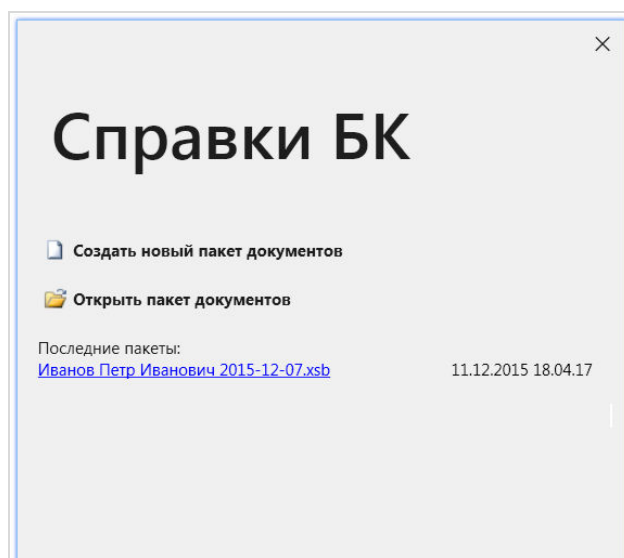 Справки БК
Создать новый пакет документов
Открыть пакет документов
Последние пакеты:
Иванов Петр Иванович 2015-12-07.xsb 11.12.2015 18.04.17